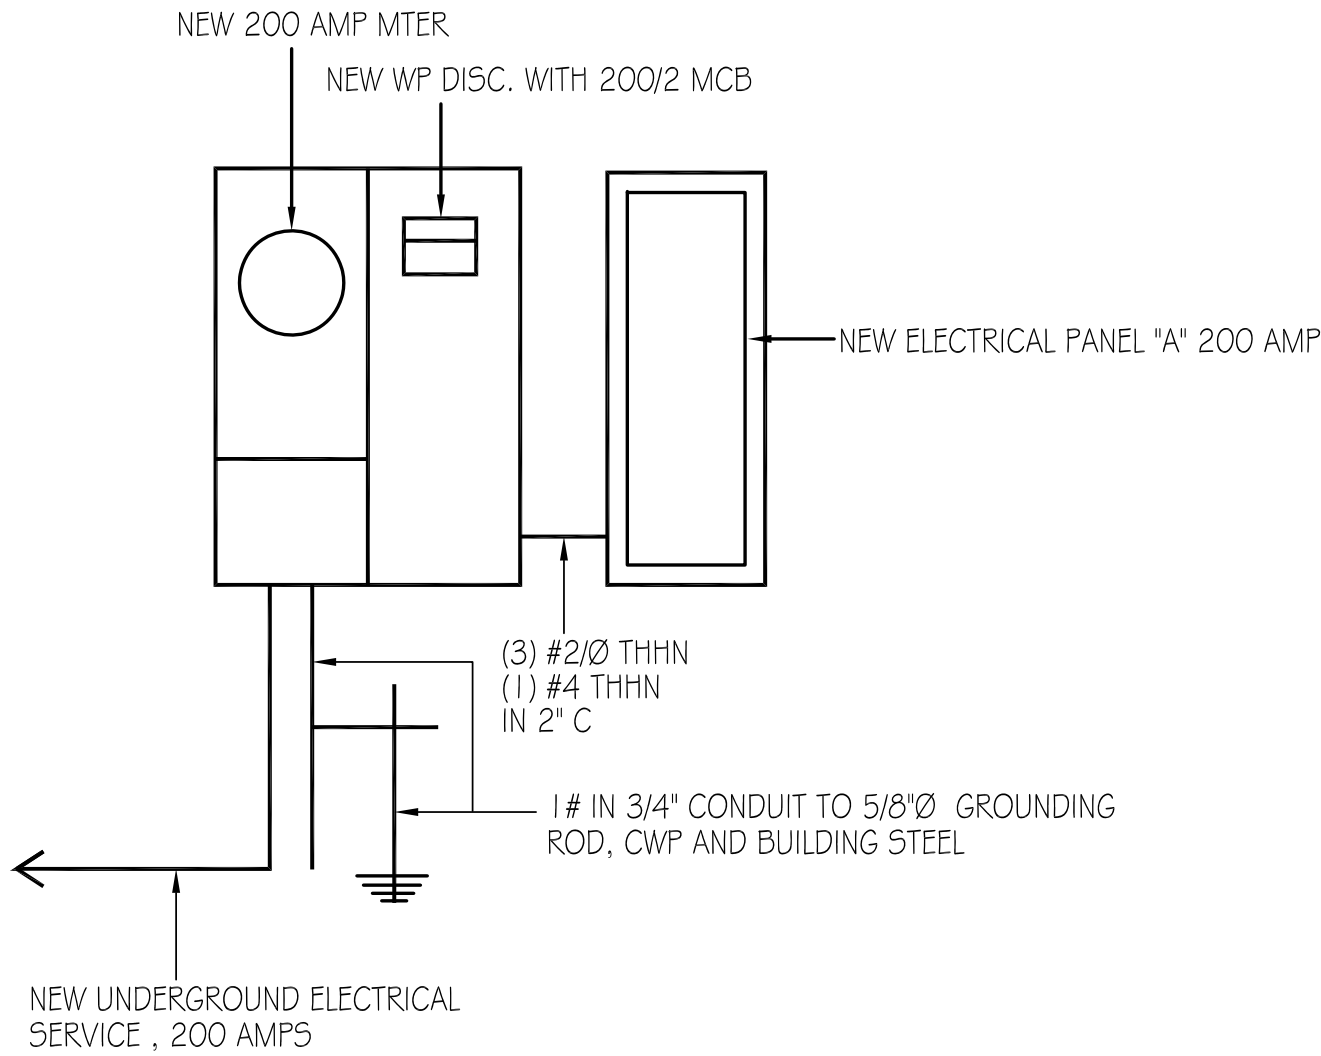 NEW 200 AMP MTER
NEW WP DISC. WITH 200/2 MCB
NEW ELECTRICAL PANEL "A" 200 AMP
(3) #2/Ø THHN
(1) #4 THHN
IN 2" C
1# IN 3/4" CONDUIT TO 5/8"Ø GROUNDING
ROD, CWP AND BUILDING STEEL
NEW UNDERGROUND ELECTRICAL
SERVICE , 200 AMPS